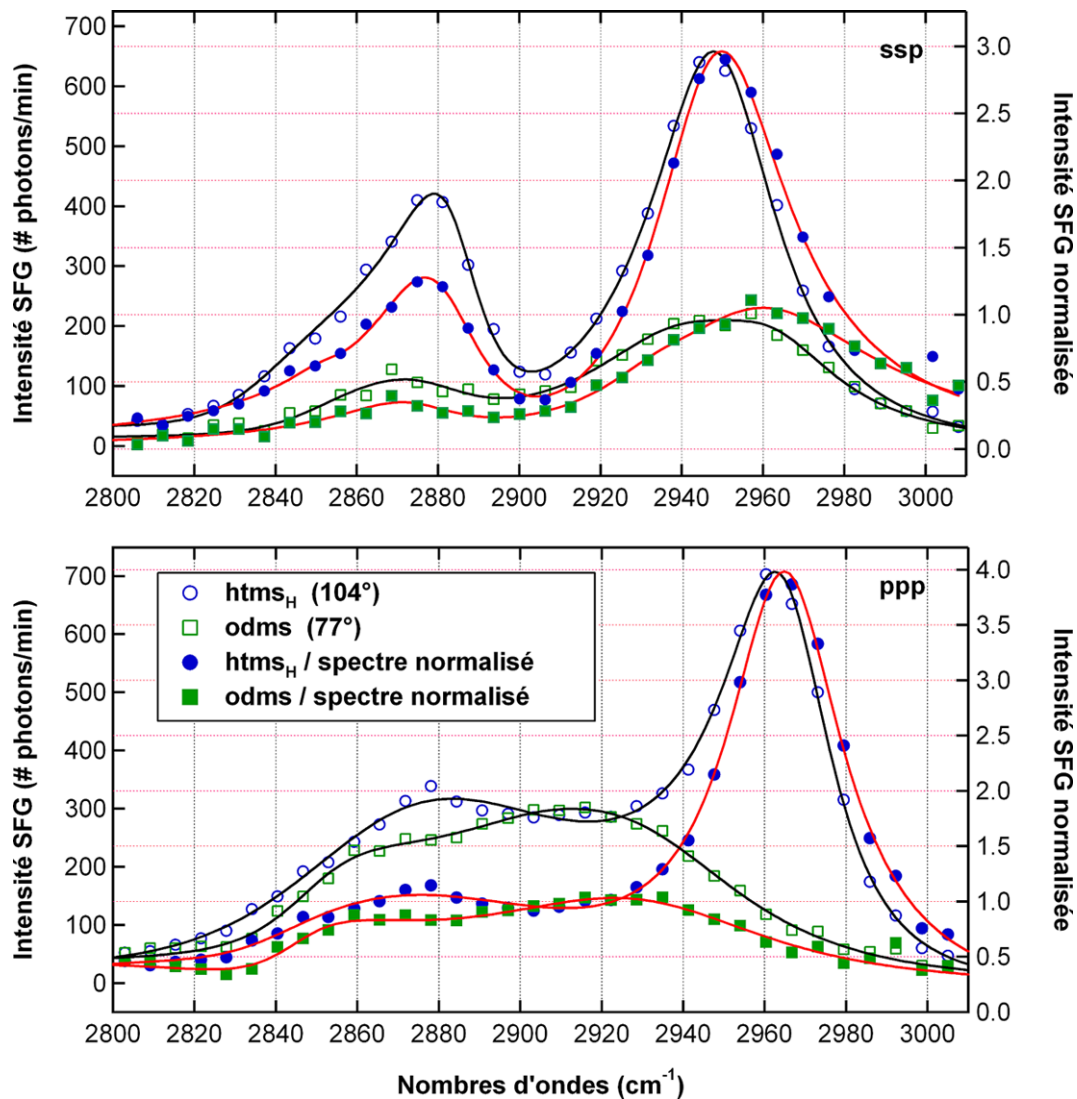 ssp
Intensité SFG (# photons/min)
700
600
500
400
300
200
100
0
3.0
2.5
2.0
1.5
1.0
0.5
0.0
Intensité SFG normalisée
2800 2820 2840 2860 2880 2900 2920 2940 2960 2980 3000
ppp
Intensité SFG (# photons/min)
700
600
500
400
300
200
100
0
htmsH (104°)
odms (77°)
htmsH / spectre normalisé
odms / spectre normalisé
4.0
3.5
3.0
2.5
2.0
1.5
1.0
0.5
0.0
Intensité SFG normalisée
2800 2820 2840 2860 2880 2900 2920 2940 2960 2980 3000
Nombres d'ondes (cm-1)